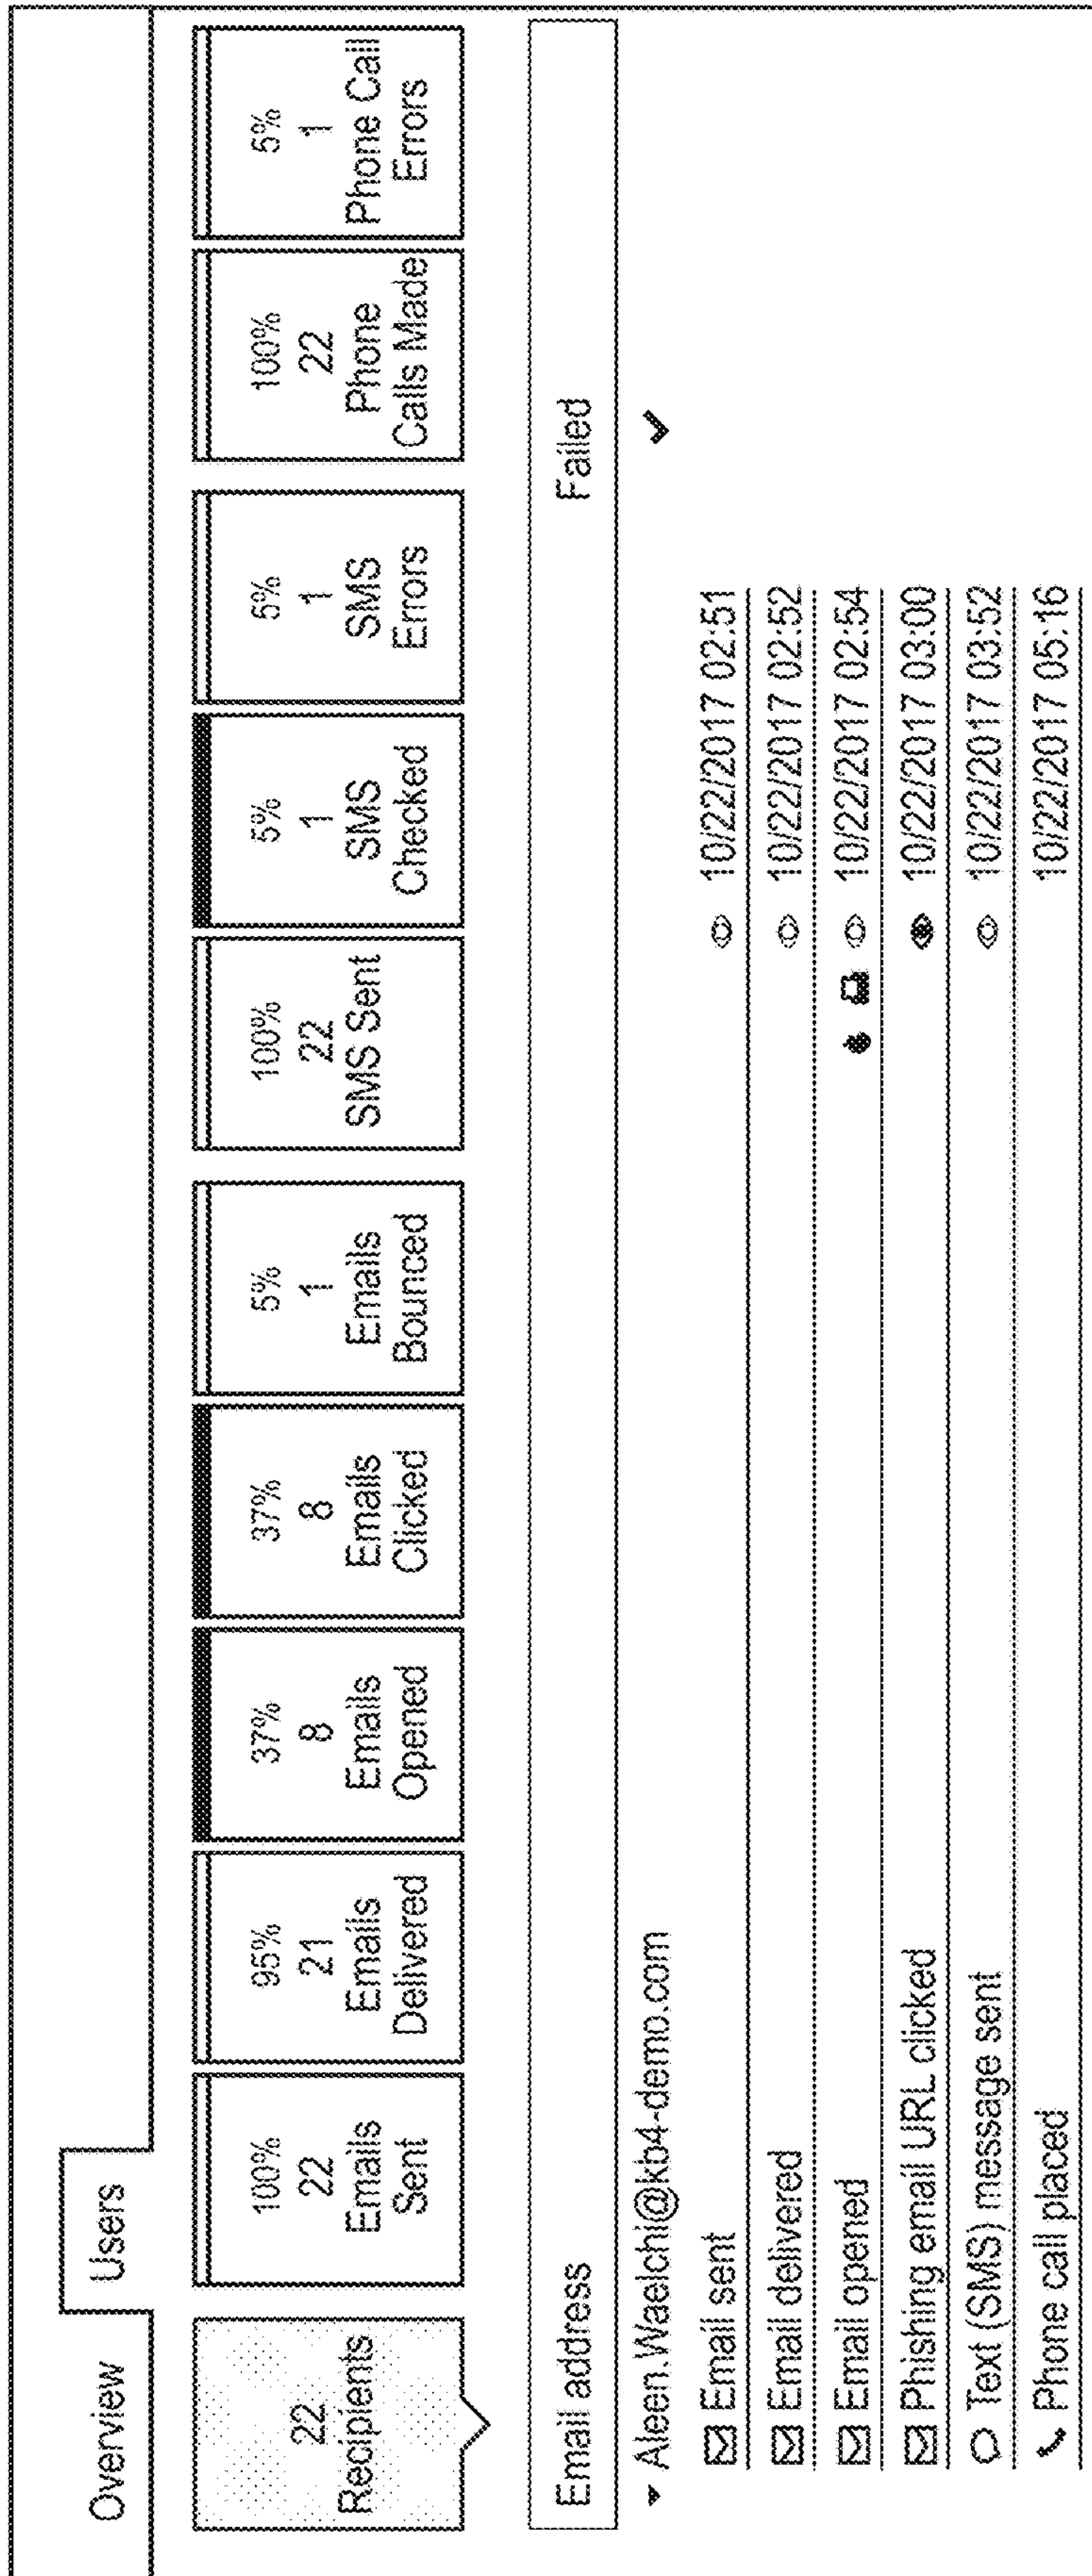 Overview
Users
22
Recipients
100%
22
Emails
Sent
95%
21
Emails
Delivered
37%
8
Emails
Opened
37%
8
Emails
Clicked
5%
1
Emails
Bounced
100%
22
SMS Sent
5%
1
SMS
Checked
5%
1
SMS
Errors
100%
22
Phone
Calls Made
5%
1
Phone Call
Errors
Email address Failed
Aleen.Waelchi@kb4-demo.com
Email sent 10/22/2017 02:51
Email delivered 10/22/2017 02:52
Email opened 10/22/2017 02:54
Phishing email URL clicked 10/22/2017 03:00
Text (SMS) message sent 10/22/2017 03:52
Phone call placed 10/22/2017 05:16